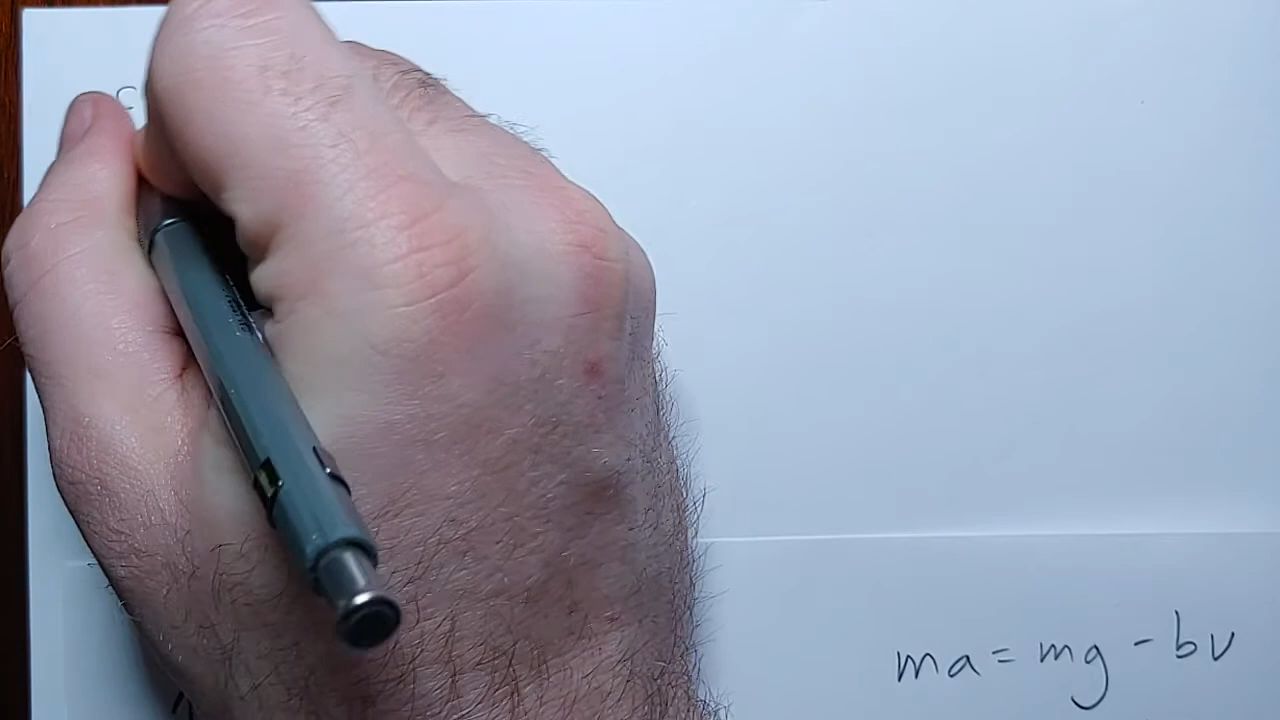 ma = mg - bv